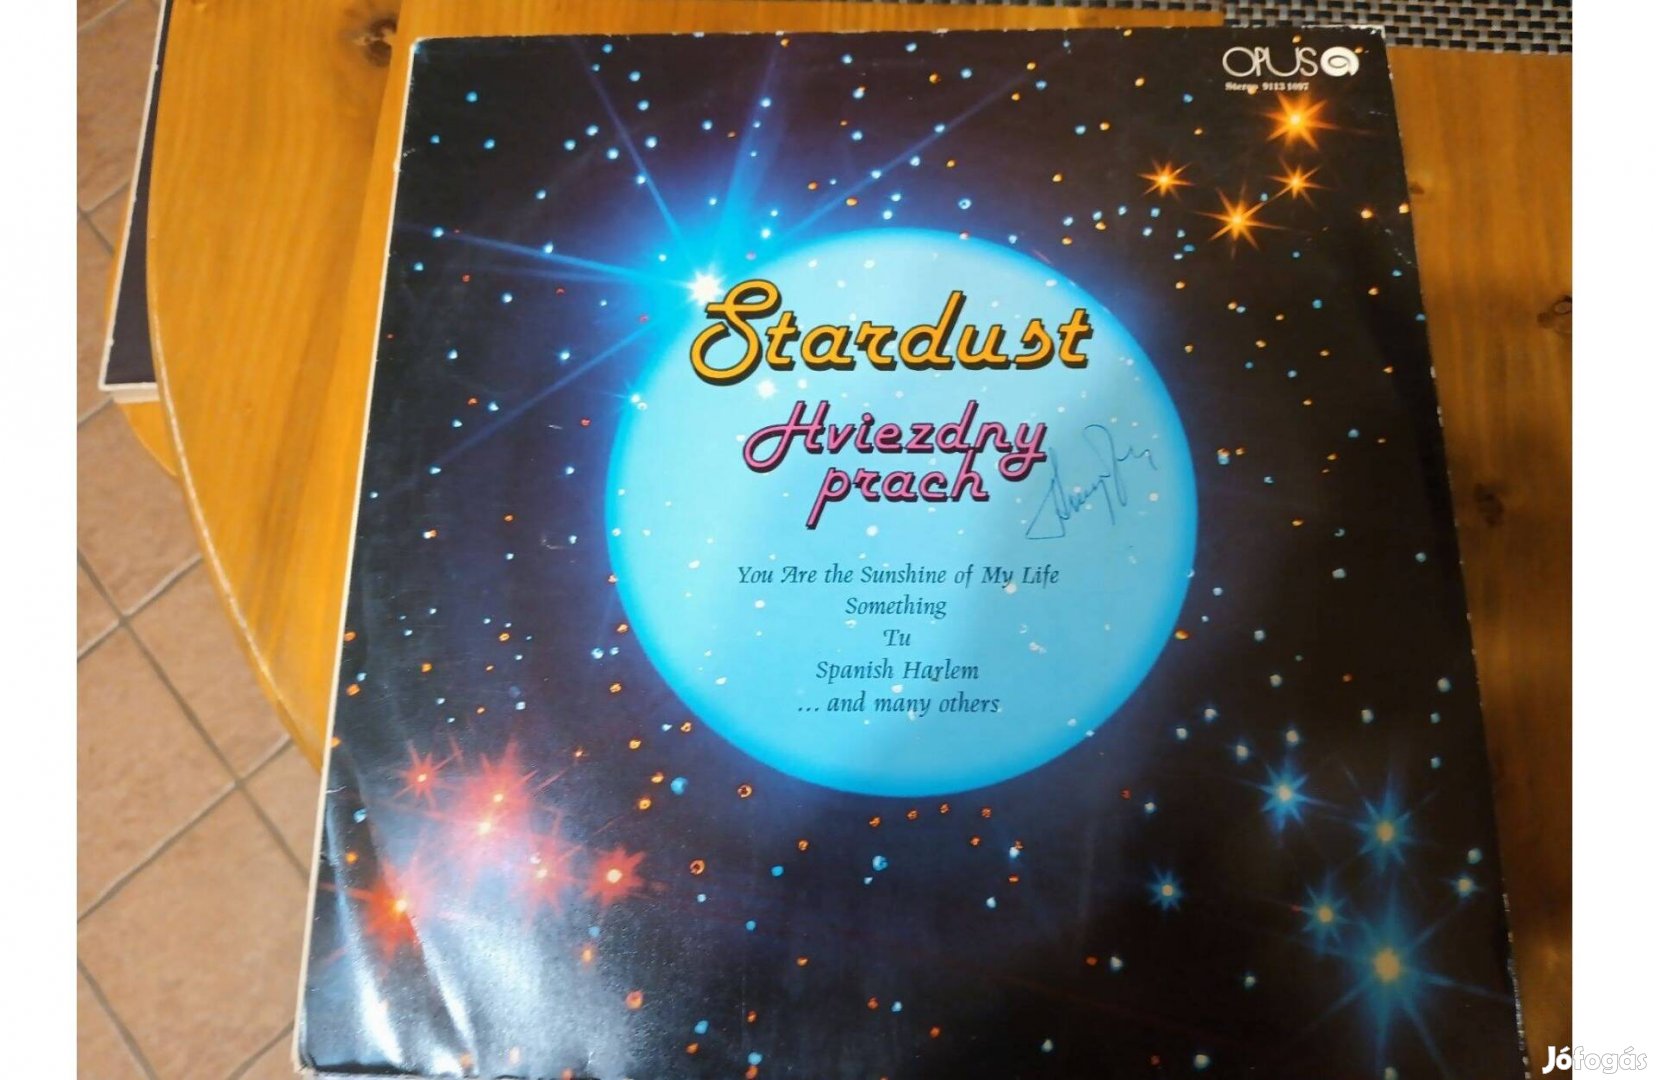 OPUS
Stereo 9113 1097
Stardust
Hviezdny
prach
You Are the Sunshine of My Life
Something
Tu
Spanish Harlem
... and many others
Jófogás